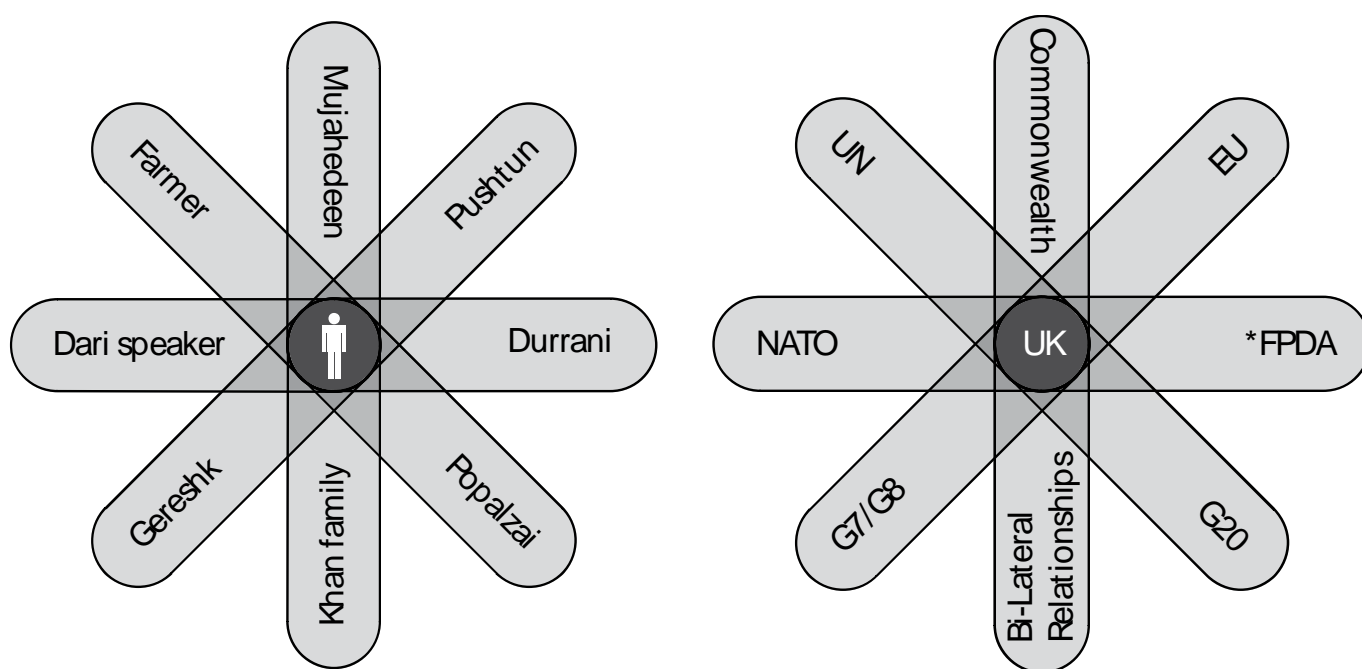 Mujahedeen
Farmer
Pushtun
Dari speaker
Durrani
Gereshk
Khan family
Popalzai
Commonwealth
UN
EU
NATO
UK
*FPDA
G7/G8
Bi-Lateral
Relationships
G20